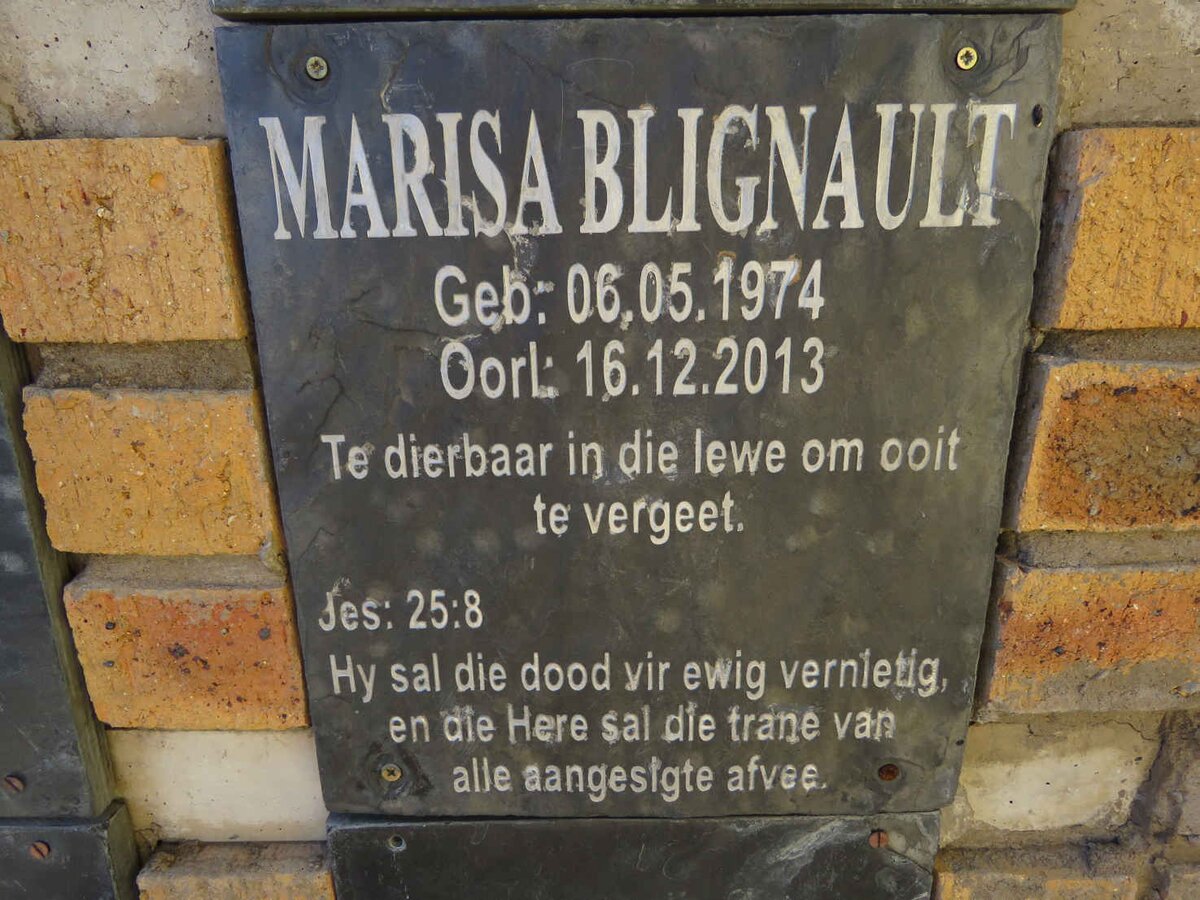 MARISA BLIGNAULT
Geb: 06.05.1974
Oorl: 16.12.2013
Te dierbaar in die lewe om ooit
te vergeet.
Jes: 25:8
Hy sal die dood vir ewig vernietig,
en die Here sal die trane van
alle aangesigte afvee.